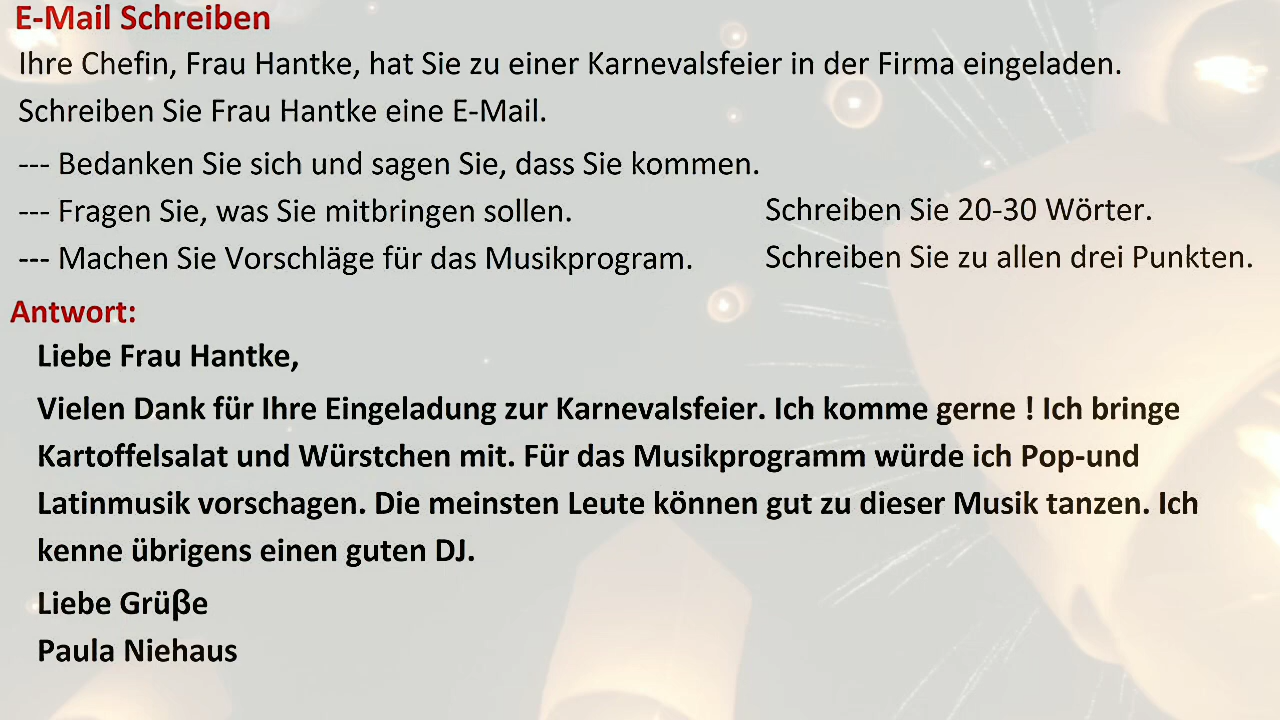 E-Mail Schreiben
Ihre Chefin, Frau Hantke, hat Sie zu einer Karnevalsfeier in der Firma eingeladen.
Schreiben Sie Frau Hantke eine E-Mail.
--- Bedanken Sie sich und sagen Sie, dass Sie kommen.
--- Fragen Sie, was Sie mitbringen sollen.
--- Machen Sie Vorschläge für das Musikprogram.
Schreiben Sie 20-30 Wörter.
Schreiben Sie zu allen drei Punkten.
Antwort:
Liebe Frau Hantke,
Vielen Dank für Ihre Eingeladung zur Karnevalsfeier. Ich komme gerne ! Ich bringe
Kartoffelsalat und Würstchen mit. Für das Musikprogramm würde ich Pop-und
Latinmusik vorschagen. Die meinsten Leute können gut zu dieser Musik tanzen. Ich
kenne übrigens einen guten DJ.
Liebe Grüβe
Paula Niehaus